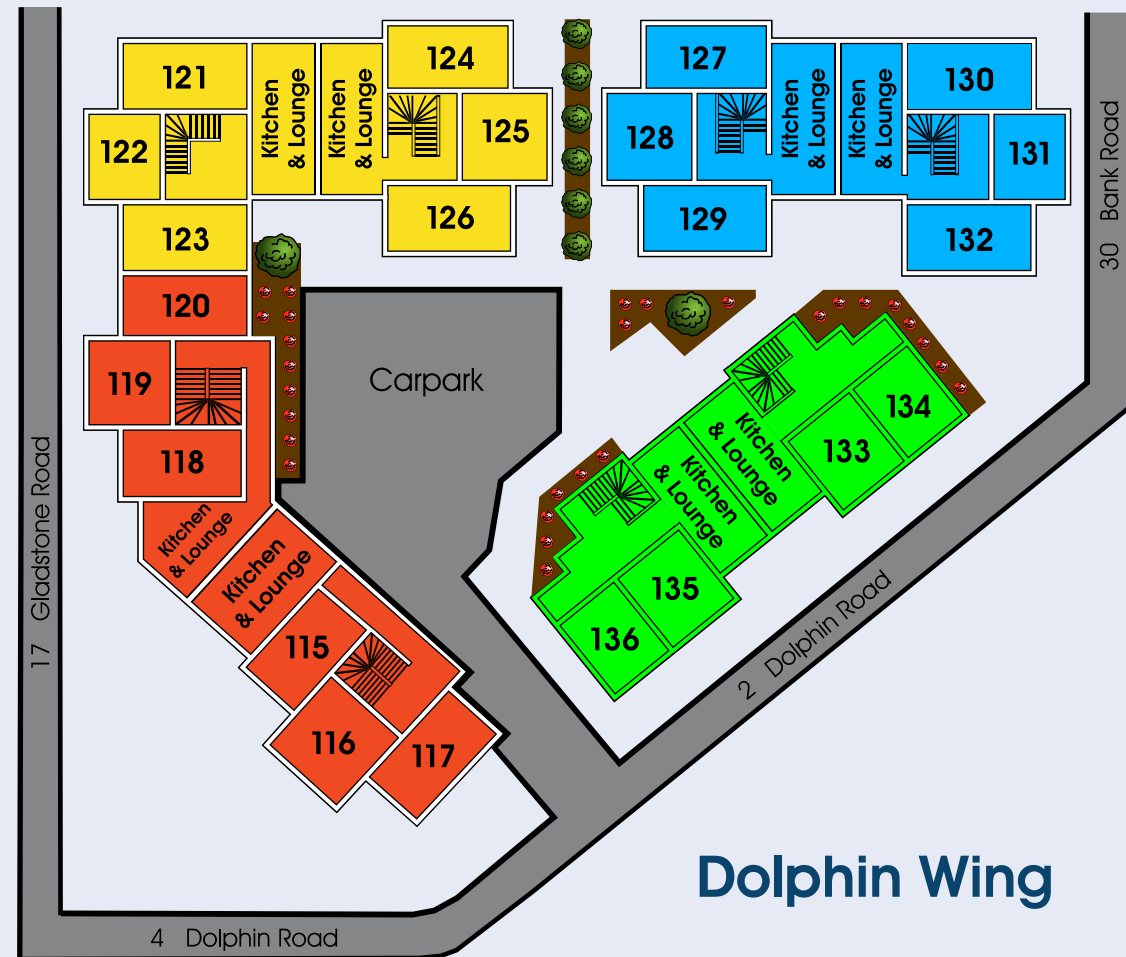 121
Kitchen
& Lounge
Kitchen
& Lounge
124
127
Kitchen
& Lounge
Kitchen
& Lounge
130
122
125
128
131
123
126
129
132
30 Bank Road
120
119
Carpark
118
134
133
Kitchen
& Lounge
Kitchen
& Lounge
17 Gladstone Road
Kitchen
& Lounge
Kitchen
& Lounge
135
136
115
116
117
2 Dolphin Road
Dolphin Wing
4 Dolphin Road